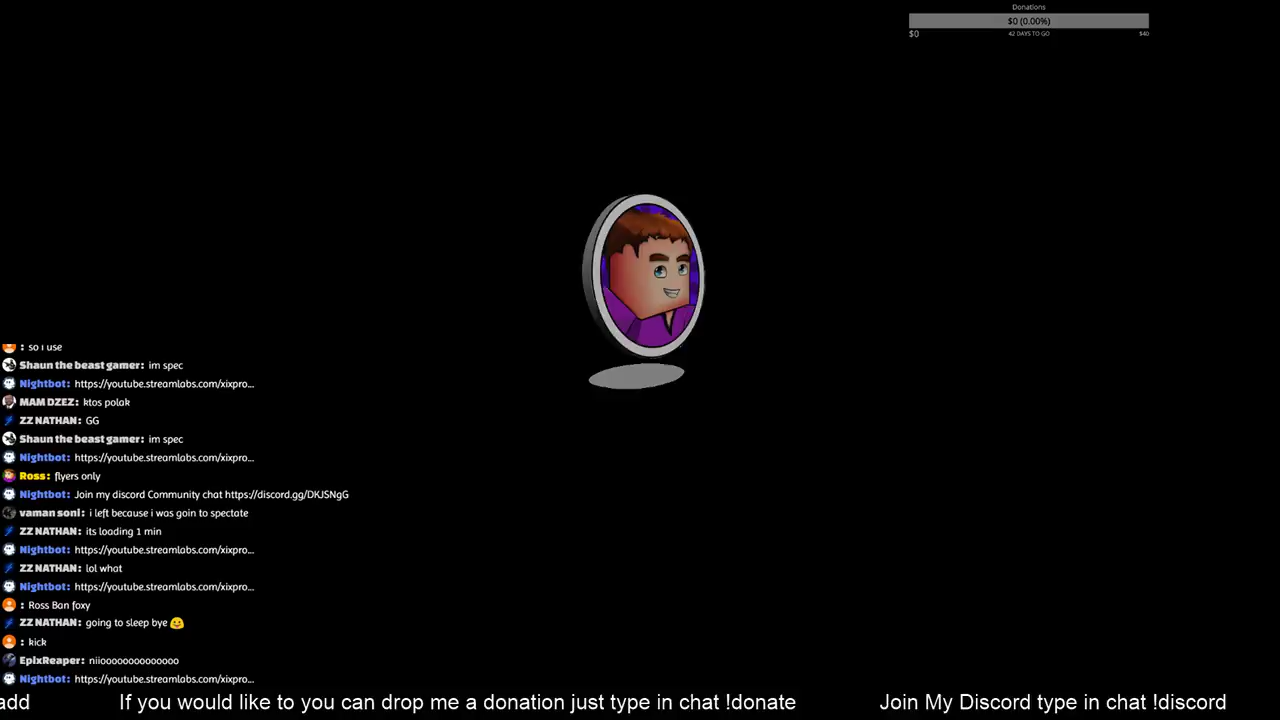 Donations
$0 (0.00%)
$0 42 DAYS TO GO $40
: so I use
Shaun the beast gamer: im spec
Nightbot: https://youtube.streamlabs.com/xixpro...
MAM DZEZ: ktos polak
ZZ NATHAN: GG
Shaun the beast gamer: im spec
Nightbot: https://youtube.streamlabs.com/xixpro...
Ross: flyers only
Nightbot: Join my discord Community chat https://discord.gg/DKJSNgG
vaman soni: i left because i was goin to spectate
ZZ NATHAN: its loading 1 min
Nightbot: https://youtube.streamlabs.com/xixpro...
ZZ NATHAN: lol what
Nightbot: https://youtube.streamlabs.com/xixpro...
: Ross Ban foxy
ZZ NATHAN: going to sleep bye 🤗
: kick
EpixReaper: niiooooooooooooo
Nightbot: https://youtube.streamlabs.com/xixpro...
add If you would like to you can drop me a donation just type in chat !donate Join My Discord type in chat !discord